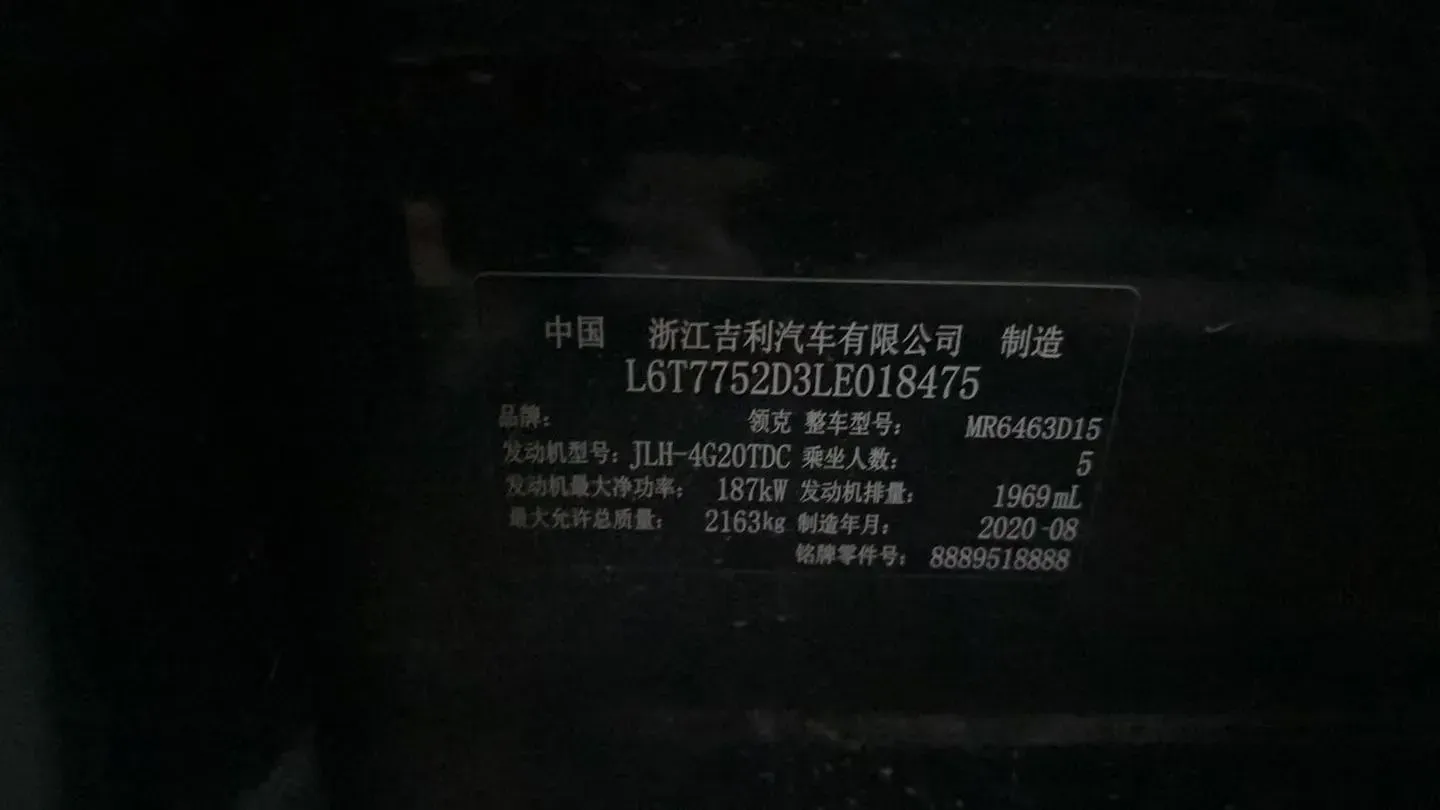 中国 浙江吉利汽车有限公司 制造
L6T7752D3LE018475
品牌: 领克 整车型号: MR6463D15
发动机型号: JLH-4G20TDC 乘坐人数: 5
发动机最大净功率: 187kW 发动机排量: 1969mL
最大允许总质量: 2163kg 制造年月: 2020-08
铭牌零件号: 8889518888